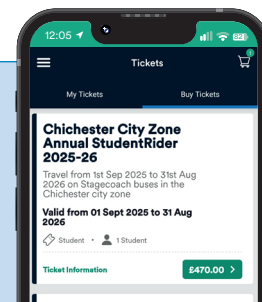 12:05
82
Tickets
1
My Tickets
Buy Tickets
Chichester City Zone
Annual StudentRider
2025-26
Travel from 1st Sep 2025 to 31st Aug
2026 on Stagecoach buses in the
Chichester city zone
Valid from 01 Sept 2025 to 31 Aug
2026
Student • 1 Student
Ticket Information
£470.00 >